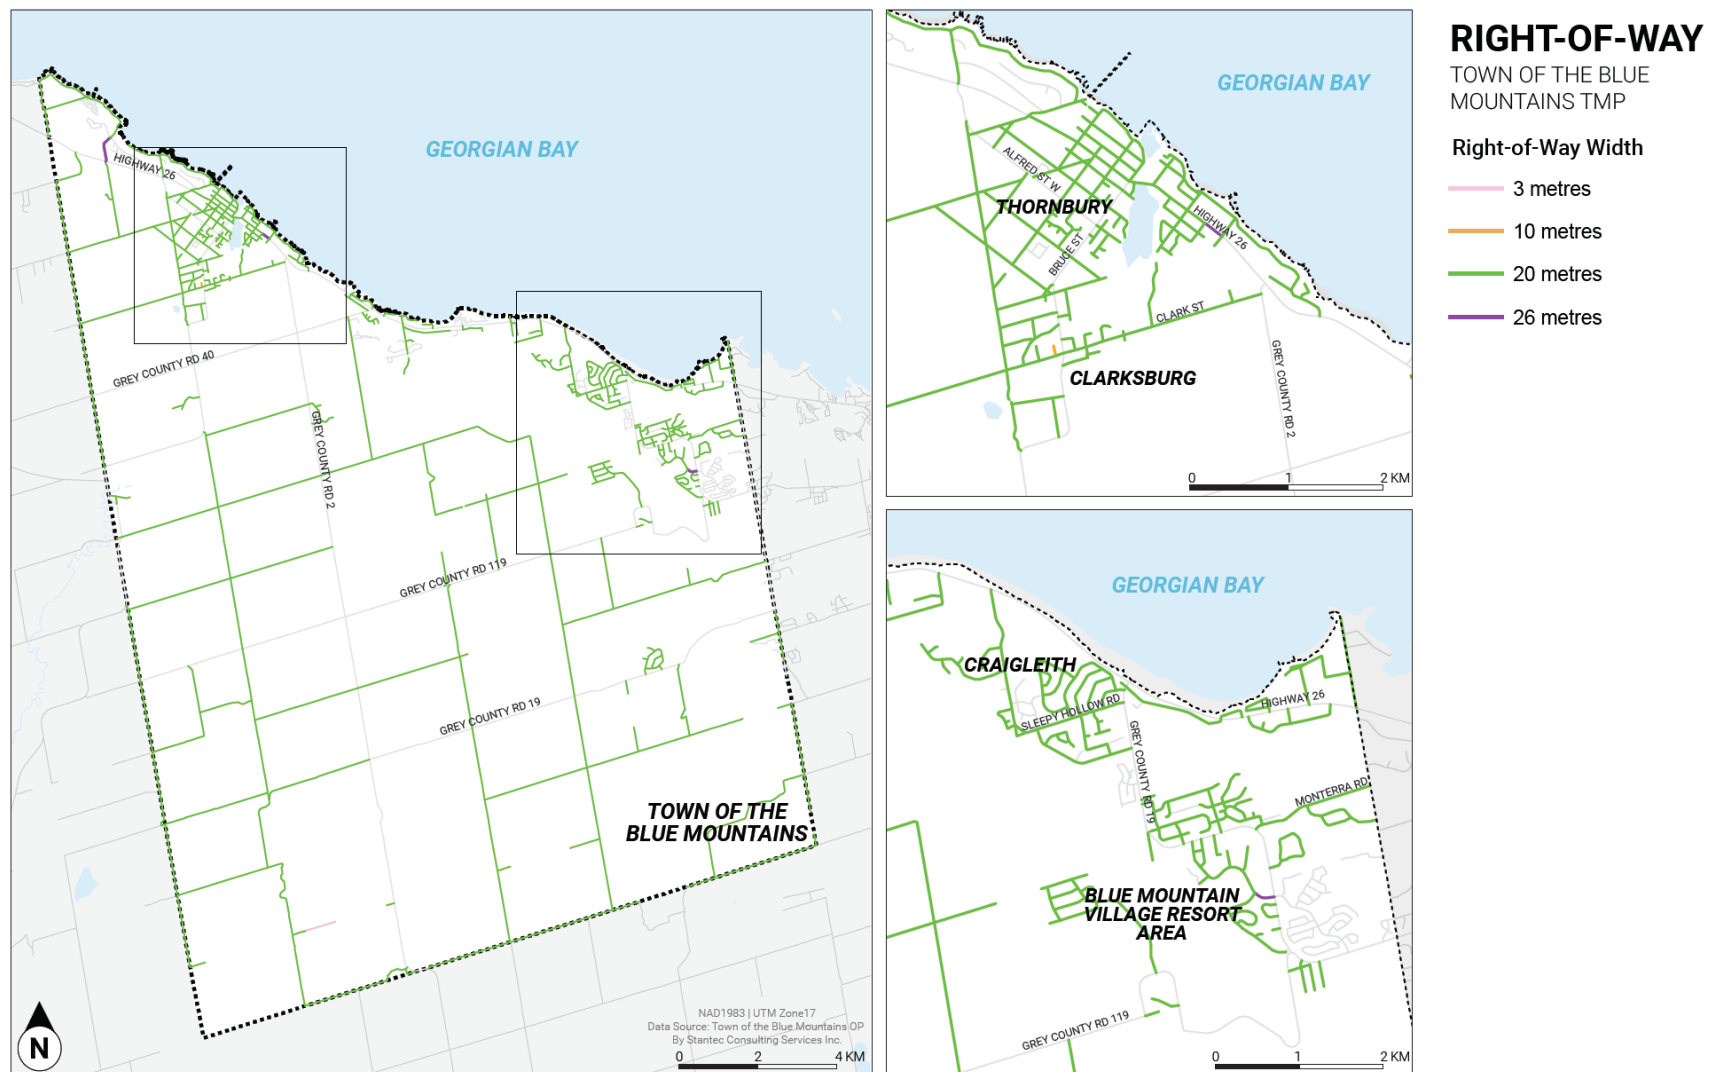 RIGHT-OF-WAY
TOWN OF THE BLUE
MOUNTAINS TMP
Right-of-Way Width
3 metres
10 metres
20 metres
26 metres
GEORGIAN BAY
HIGHWAY 26
GREY COUNTY RD 40
GREY COUNTY RD 2
GREY COUNTY RD 119
GREY COUNTY RD 19
TOWN OF THE
BLUE MOUNTAINS
N
NAD1983 | UTM Zone17
Data Source: Town of the Blue Mountains OP
By Stantec Consulting Services Inc.
0 2 4 KM
GEORGIAN BAY
ALFRED ST W
THORNBURY
HIGHWAY 26
BRUCE ST
CLARK ST
CLARKSBURG
GREY COUNTY RD 2
0 1 2 KM
GEORGIAN BAY
CRAIGLEITH
HIGHWAY 26
SLEEPY HOLLOW RD
GREY COUNTY RD 19
MONTERRA RD
BLUE MOUNTAIN
VILLAGE RESORT
AREA
GREY COUNTY RD 119
0 1 2 KM